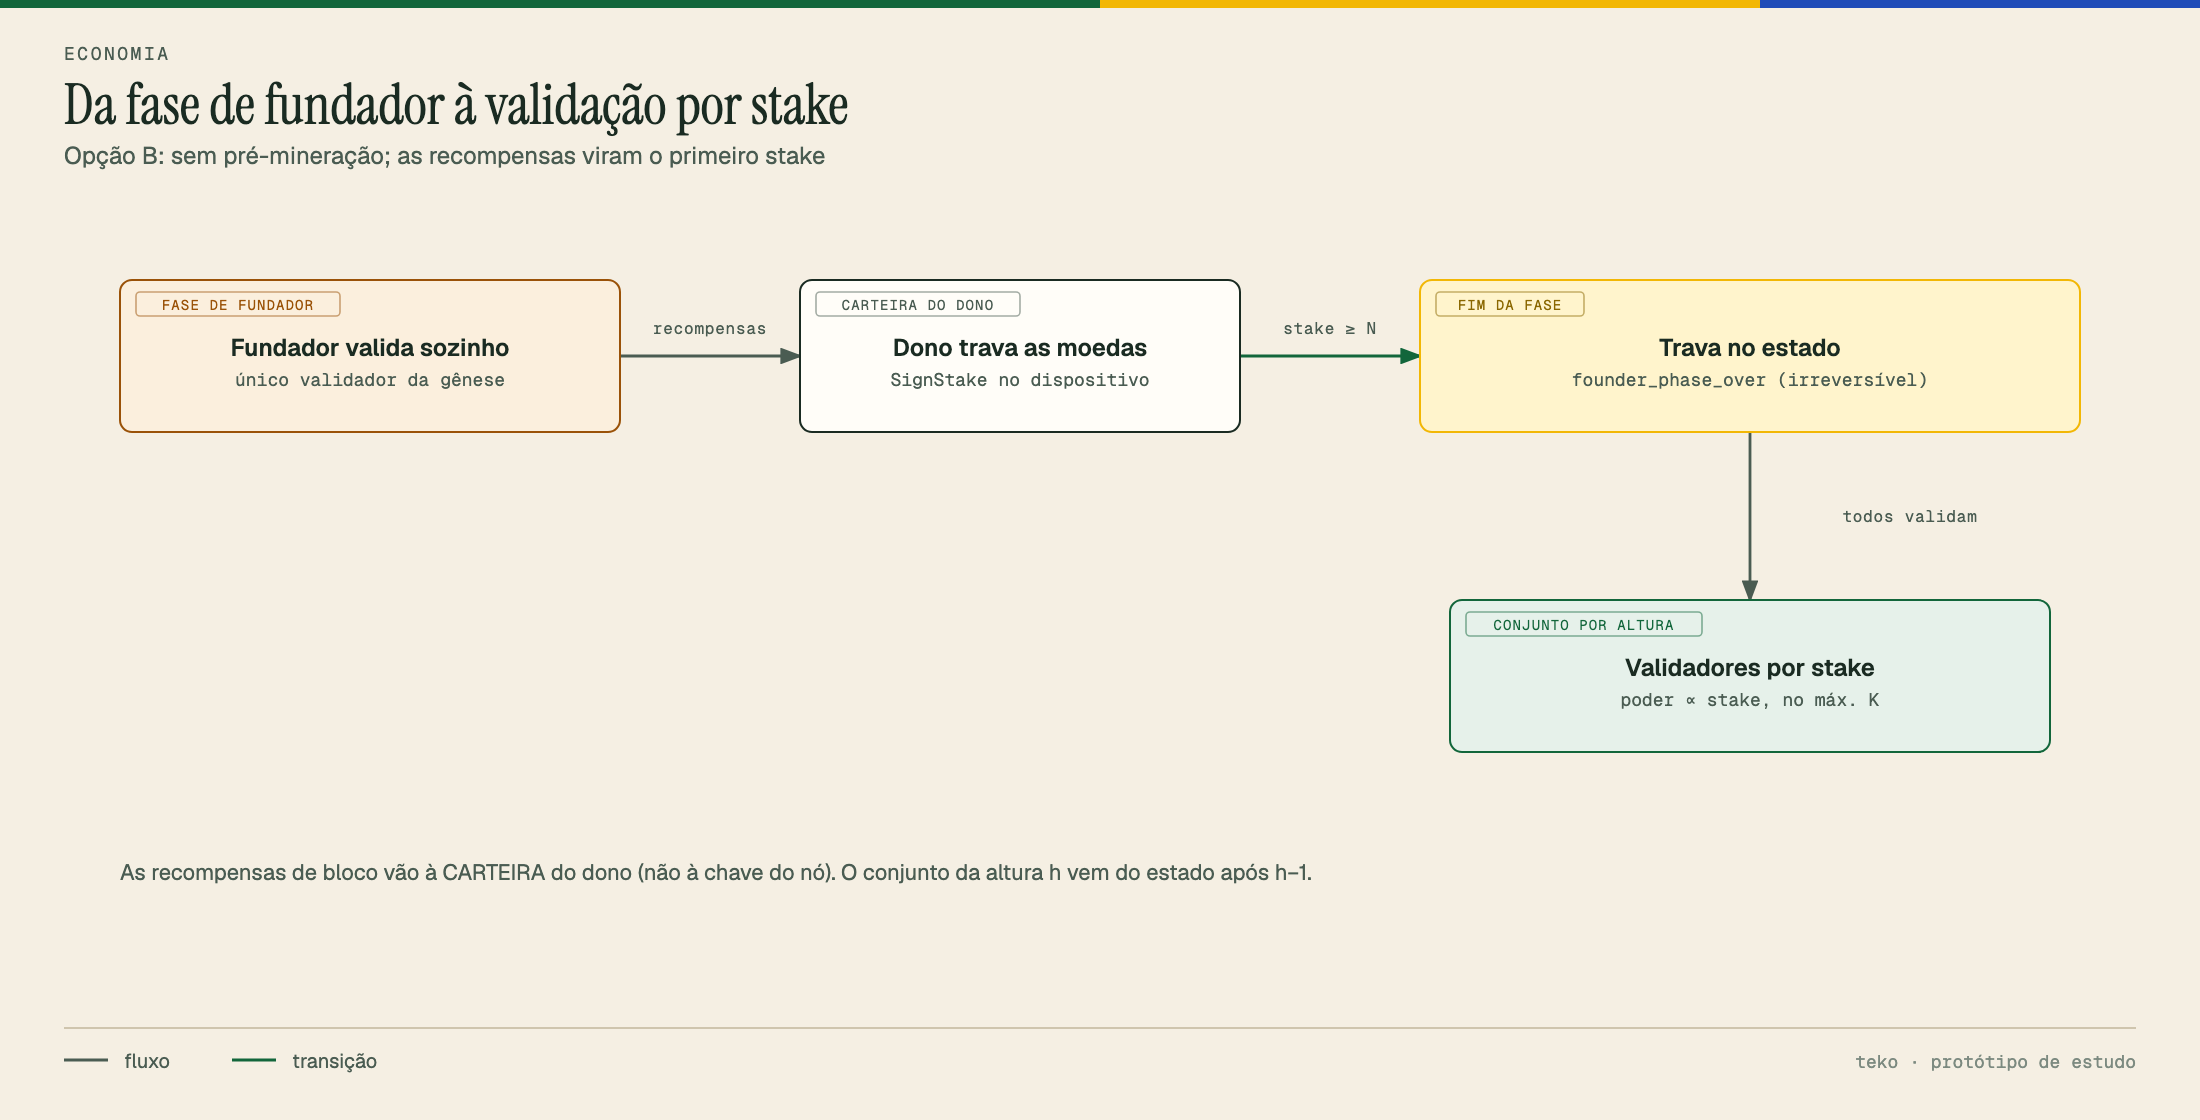 ECONOMIA
Da fase de fundador à validação por stake
Opção B: sem pré-mineração; as recompensas viram o primeiro stake
FASE DE FUNDADOR
Fundador valida sozinho
único validador da gênese
recompensas
CARTEIRA DO DONO
Dono trava as moedas
SignStake no dispositivo
stake ≥ N
FIM DA FASE
Trava no estado
founder_phase_over (irreversível)
todos validam
CONJUNTO POR ALTURA
Validadores por stake
poder ∝ stake, no máx. K
As recompensas de bloco vão à CARTEIRA do dono (não à chave do nó). O conjunto da altura h vem do estado após h−1.
fluxo
transição
teko · protótipo de estudo